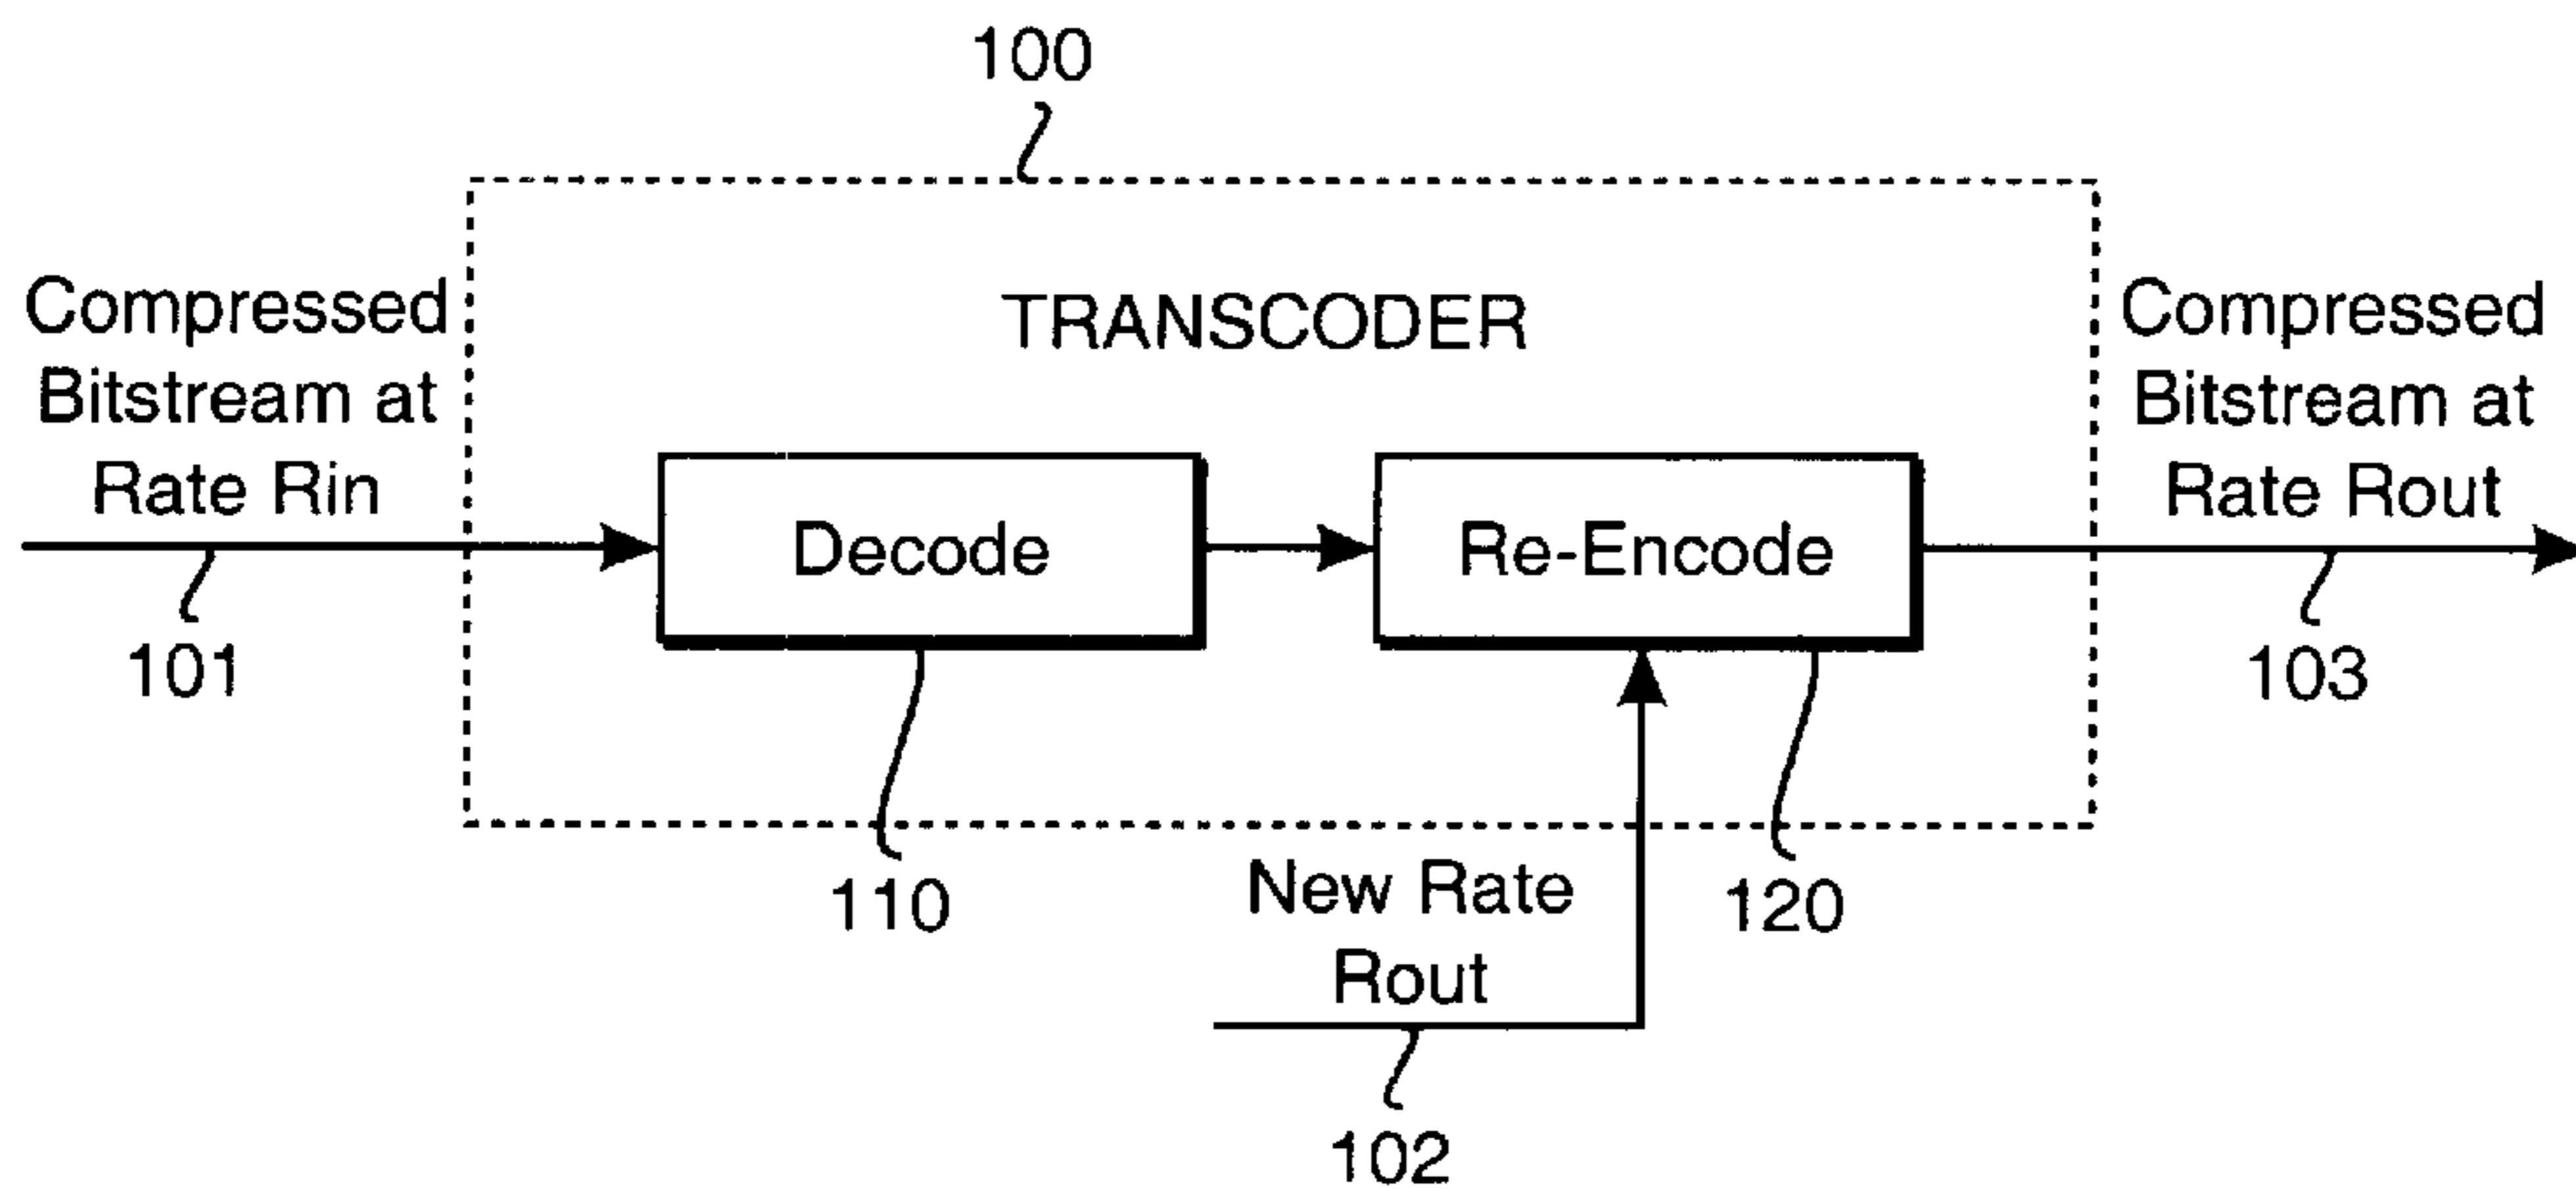 100
Compressed
Bitstream at
Rate Rin
TRANSCODER
Compressed
Bitstream at
Rate Rout
Decode
Re-Encode
101
103
110
New Rate
Rout
120
102